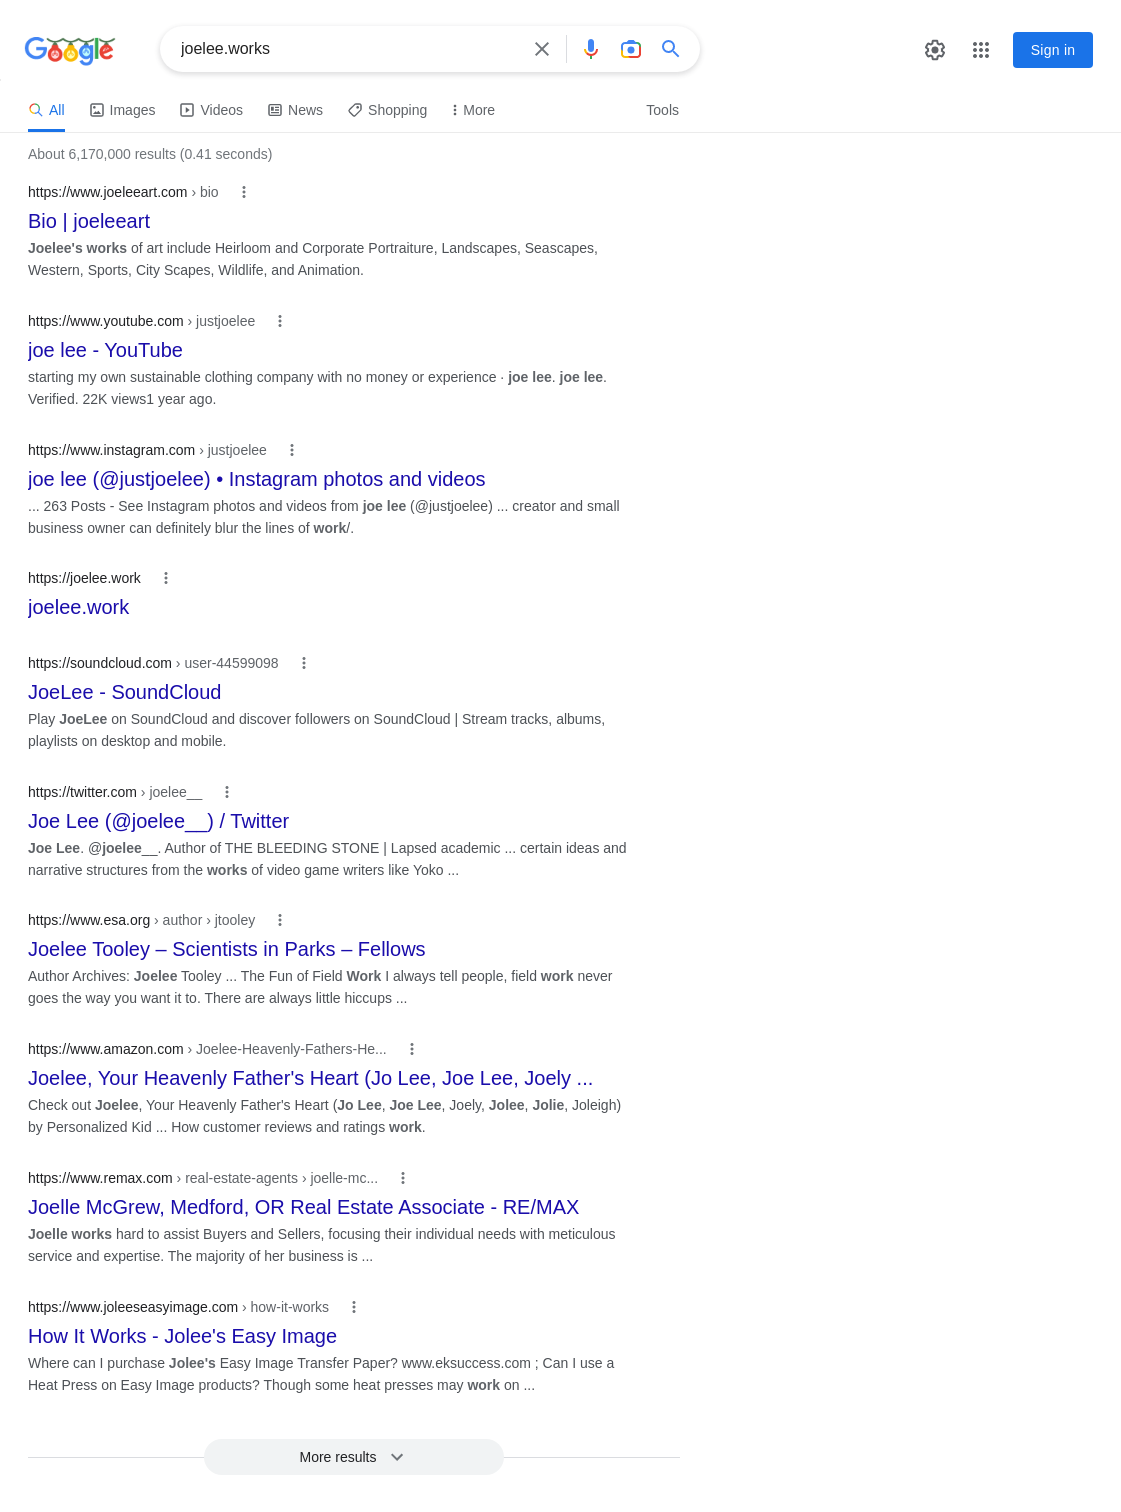 Google
joelee.works
Sign in
All
Images
Videos
News
Shopping
More
Tools
About 6,170,000 results (0.41 seconds)
https://www.joeleeart.com › bio
Bio | joeleeart
Joelee's works of art include Heirloom and Corporate Portraiture, Landscapes, Seascapes,
Western, Sports, City Scapes, Wildlife, and Animation.
https://www.youtube.com › justjoelee
joe lee - YouTube
starting my own sustainable clothing company with no money or experience · joe lee. joe lee.
Verified. 22K views1 year ago.
https://www.instagram.com › justjoelee
joe lee (@justjoelee) • Instagram photos and videos
... 263 Posts - See Instagram photos and videos from joe lee (@justjoelee) ... creator and small
business owner can definitely blur the lines of work/.
https://joelee.work
joelee.work
https://soundcloud.com › user-44599098
JoeLee - SoundCloud
Play JoeLee on SoundCloud and discover followers on SoundCloud | Stream tracks, albums,
playlists on desktop and mobile.
https://twitter.com › joelee__
Joe Lee (@joelee__) / Twitter
Joe Lee. @joelee__. Author of THE BLEEDING STONE | Lapsed academic ... certain ideas and
narrative structures from the works of video game writers like Yoko ...
https://www.esa.org › author › jtooley
Joelee Tooley – Scientists in Parks – Fellows
Author Archives: Joelee Tooley ... The Fun of Field Work I always tell people, field work never
goes the way you want it to. There are always little hiccups ...
https://www.amazon.com › Joelee-Heavenly-Fathers-He...
Joelee, Your Heavenly Father's Heart (Jo Lee, Joe Lee, Joely ...
Check out Joelee, Your Heavenly Father's Heart (Jo Lee, Joe Lee, Joely, Jolee, Jolie, Joleigh)
by Personalized Kid ... How customer reviews and ratings work.
https://www.remax.com › real-estate-agents › joelle-mc...
Joelle McGrew, Medford, OR Real Estate Associate - RE/MAX
Joelle works hard to assist Buyers and Sellers, focusing their individual needs with meticulous
service and expertise. The majority of her business is ...
https://www.joleeseasyimage.com › how-it-works
How It Works - Jolee's Easy Image
Where can I purchase Jolee's Easy Image Transfer Paper? www.eksuccess.com ; Can I use a
Heat Press on Easy Image products? Though some heat presses may work on ...
More results